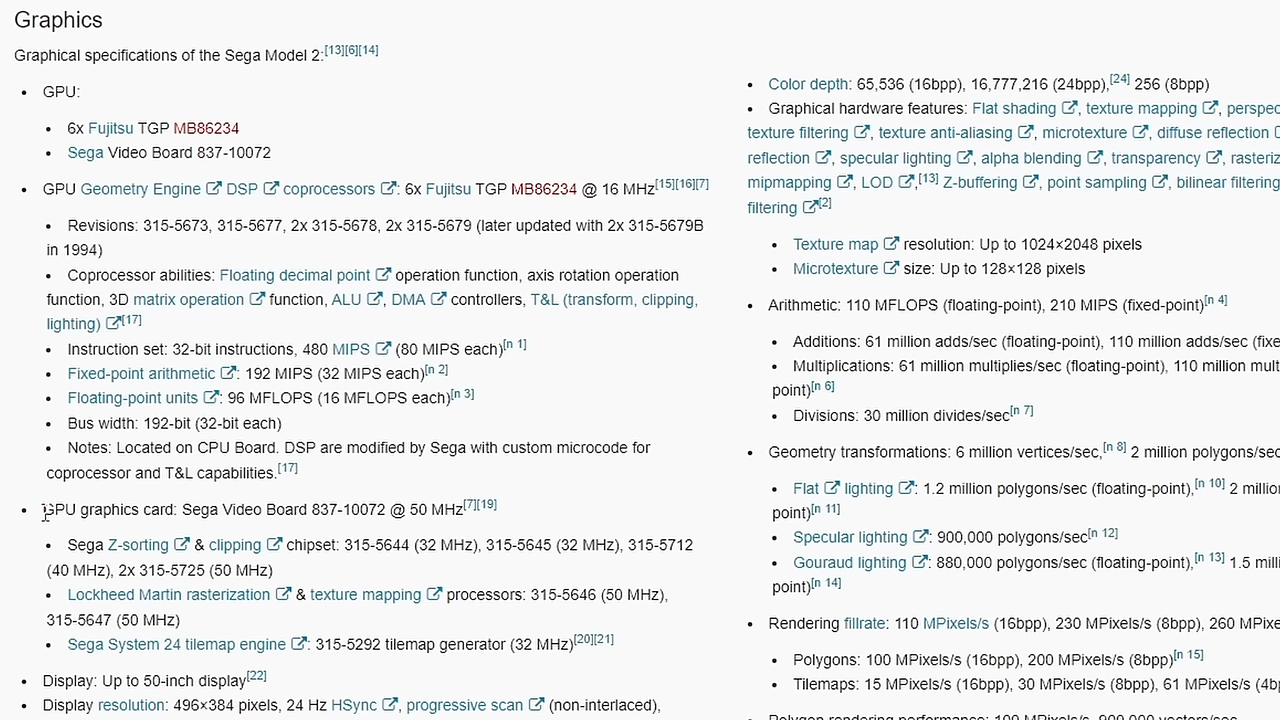 Graphics
Graphical specifications of the Sega Model 2:[13][6][14]
GPU:
6x Fujitsu TGP MB86234
Sega Video Board 837-10072
GPU Geometry Engine DSP coprocessors : 6x Fujitsu TGP MB86234 @ 16 MHz[15][16][7]
Revisions: 315-5673, 315-5677, 2x 315-5678, 2x 315-5679 (later updated with 2x 315-5679B
in 1994)
Coprocessor abilities: Floating decimal point operation function, axis rotation operation
function, 3D matrix operation function, ALU , DMA controllers, T&L (transform, clipping,
lighting) [17]
Instruction set: 32-bit instructions, 480 MIPS (80 MIPS each)[n 1]
Fixed-point arithmetic : 192 MIPS (32 MIPS each)[n 2]
Floating-point units : 96 MFLOPS (16 MFLOPS each)[n 3]
Bus width: 192-bit (32-bit each)
Notes: Located on CPU Board. DSP are modified by Sega with custom microcode for
coprocessor and T&L capabilities.[17]
GPU graphics card: Sega Video Board 837-10072 @ 50 MHz[7][19]
Sega Z-sorting & clipping chipset: 315-5644 (32 MHz), 315-5645 (32 MHz), 315-5712
(40 MHz), 2x 315-5725 (50 MHz)
Lockheed Martin rasterization & texture mapping processors: 315-5646 (50 MHz),
315-5647 (50 MHz)
Sega System 24 tilemap engine : 315-5292 tilemap generator (32 MHz)[20][21]
Display: Up to 50-inch display[22]
Display resolution: 496×384 pixels, 24 Hz HSync , progressive scan (non-interlaced),
Color depth: 65,536 (16bpp), 16,777,216 (24bpp),[24] 256 (8bpp)
Graphical hardware features: Flat shading , texture mapping , perspec
texture filtering , texture anti-aliasing , microtexture , diffuse reflection
reflection , specular lighting , alpha blending , transparency , rasteriz
mipmapping , LOD ,[13] Z-buffering , point sampling , bilinear filtering
filtering [2]
Texture map resolution: Up to 1024×2048 pixels
Microtexture size: Up to 128×128 pixels
Arithmetic: 110 MFLOPS (floating-point), 210 MIPS (fixed-point)[n 4]
Additions: 61 million adds/sec (floating-point), 110 million adds/sec (fixe
Multiplications: 61 million multiplies/sec (floating-point), 110 million mult
point)[n 6]
Divisions: 30 million divides/sec[n 7]
Geometry transformations: 6 million vertices/sec,[n 8] 2 million polygons/sec
Flat lighting : 1.2 million polygons/sec (floating-point),[n 10] 2 million
point)[n 11]
Specular lighting : 900,000 polygons/sec[n 12]
Gouraud lighting : 880,000 polygons/sec (floating-point),[n 13] 1.5 milli
point)[n 14]
Rendering fillrate: 110 MPixels/s (16bpp), 230 MPixels/s (8bpp), 260 MPixe
Polygons: 100 MPixels/s (16bpp), 200 MPixels/s (8bpp)[n 15]
Tilemaps: 15 MPixels/s (16bpp), 30 MPixels/s (8bpp), 61 MPixels/s (4bp
Polygon rendering performance: 100 MPixels/s, 900,000 vectors/sec